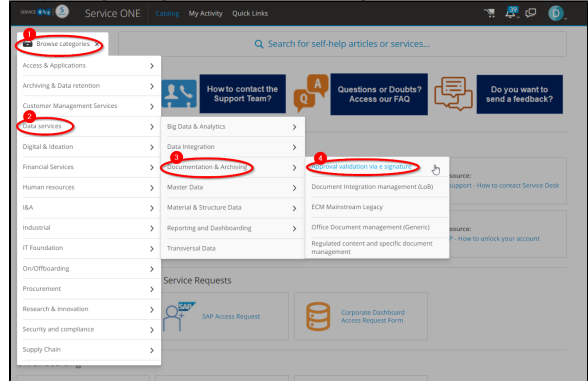 SERVICE ONE Service ONE Catalog My Activity Quick Links 39 D
1
Browse categories ×
Search for self-help articles or services...
Access & Applications
Archiving & Data retention
Customer Management Services
2
Data services
Digital & Ideation
Financial Services
Human resources
I&A
Industrial
IT Foundation
On/Offboarding
Procurement
Research & Innovation
Security and compliance
Supply Chain
Big Data & Analytics
Data Integration
3
Documentation & Archiving
Master Data
Material & Structure Data
Reporting and Dashboarding
Transversal Data
4
Approval validation via e signature
Document Integration management (LoB)
ECM Mainstream Legacy
Office Document management (Generic)
Regulated content and specific document
management
How to contact the
Support Team?
Q A
Questions or Doubts?
Access our FAQ
Do you want to
send a feedback?
source:
upport - How to contact Service Desk
source:
P - How to unlock your account
Service Requests
SAP
SAP Access Request
Corporate Dashboard
Access Request Form